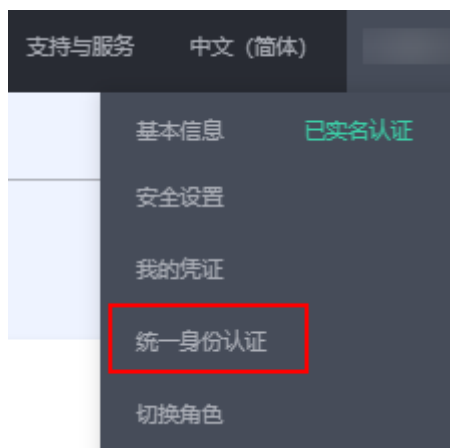 支持与服务 中文 (简体)
基本信息 已实名认证
安全设置
我的凭证
统一身份认证
切换角色